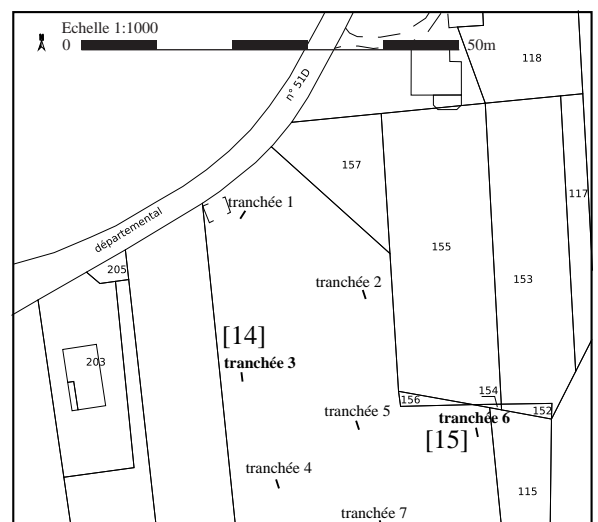 Echelle 1:1000
0 50m
118
n° 51D
157
117
tranchée 1
départemental
155
205
153
tranchée 2
[14]
203
tranchée 3
154
156
tranchée 5
152
tranchée 6
[15]
tranchée 4
115
tranchée 7